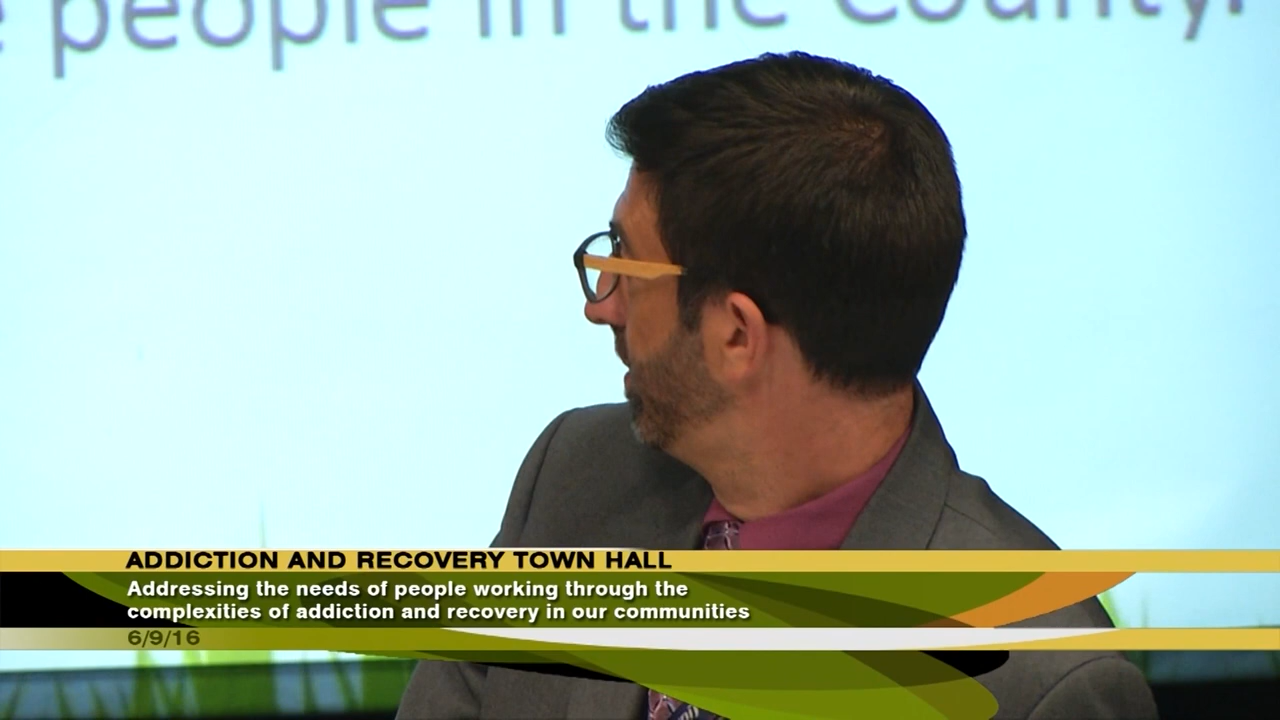 people in the County.
ADDICTION AND RECOVERY TOWN HALL
Addressing the needs of people working through the
complexities of addiction and recovery in our communities
6/9/16